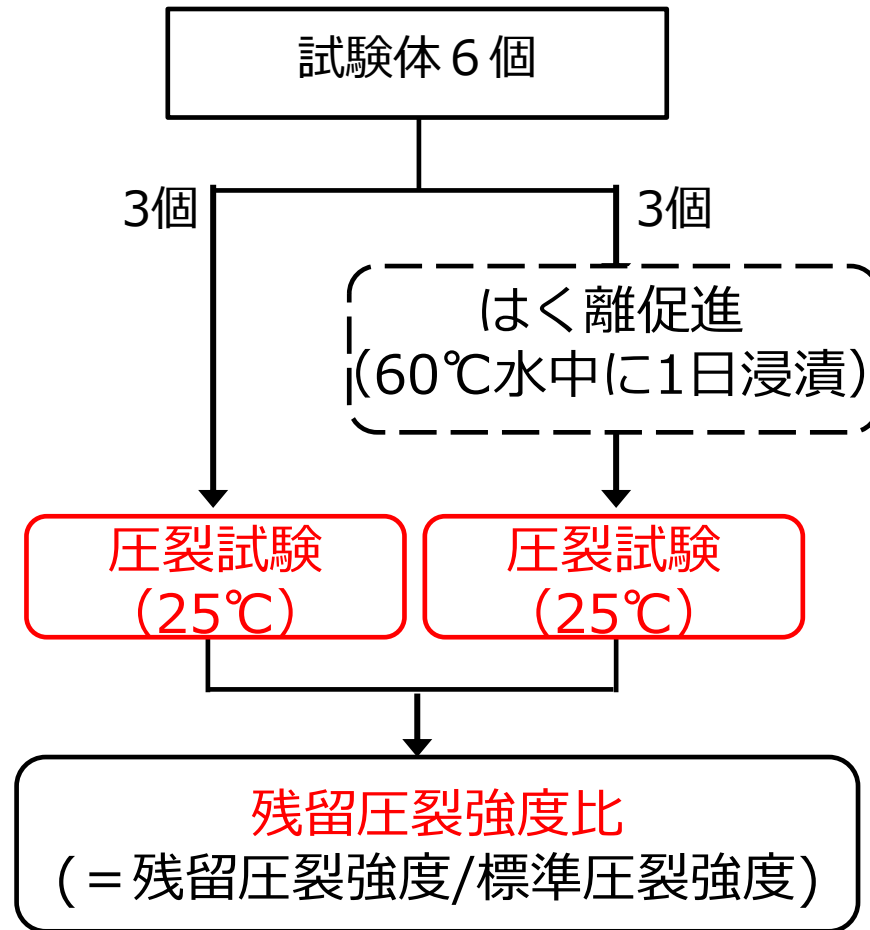 試験体６個
3個
3個
はく離促進
（60℃水中に1日浸漬）
圧裂試験
（25℃）
圧裂試験
（25℃）
残留圧裂強度比
（＝残留圧裂強度/標準圧裂強度）